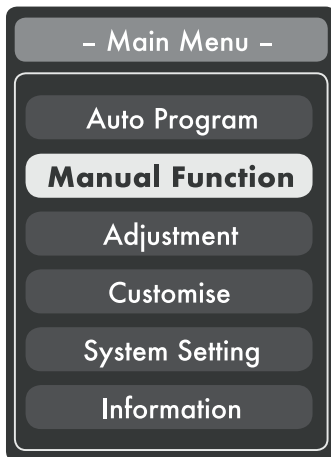 – Main Menu –
Auto Program
Manual Function
Adjustment
Customise
System Setting
Information